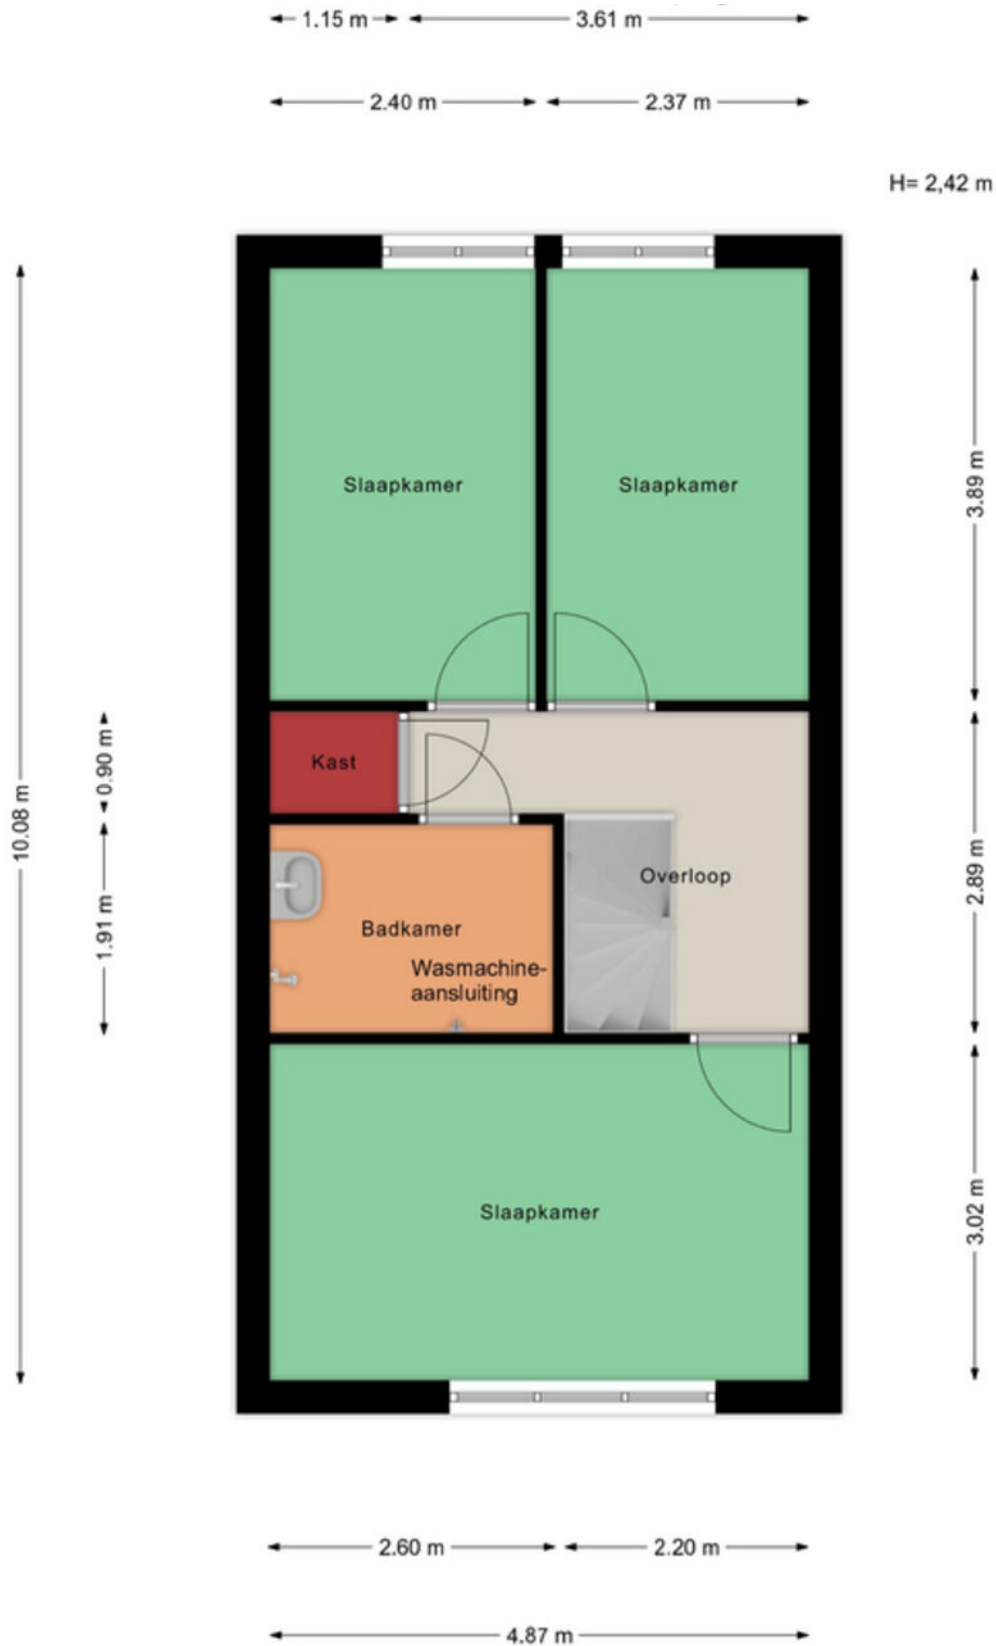 1.15 m
3.61 m
2.40 m
2.37 m
H= 2,42 m
Slaapkamer
Slaapkamer
3.89 m
Kast
0.90 m
10.08 m
Overloop
2.89 m
Badkamer
1.91 m
Wasmachine-
aansluiting
Slaapkamer
3.02 m
2.60 m
2.20 m
4.87 m